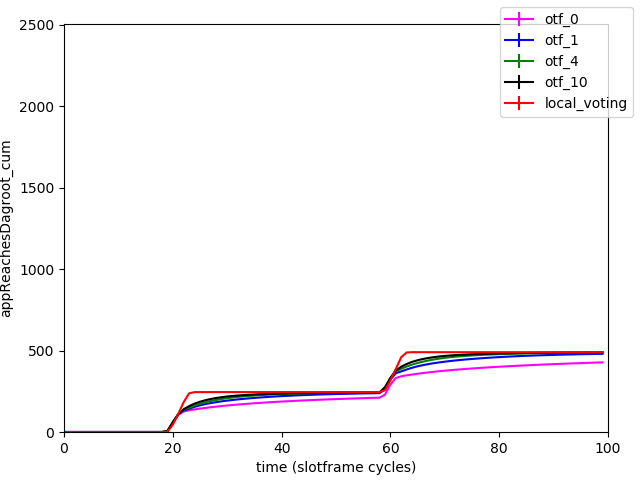 otf_0
otf_1
otf_4
otf_10
local_voting
appReachesDagroot_cum
2500
2000
1500
1000
500
0
0 20 40 60 80 100
time (slotframe cycles)